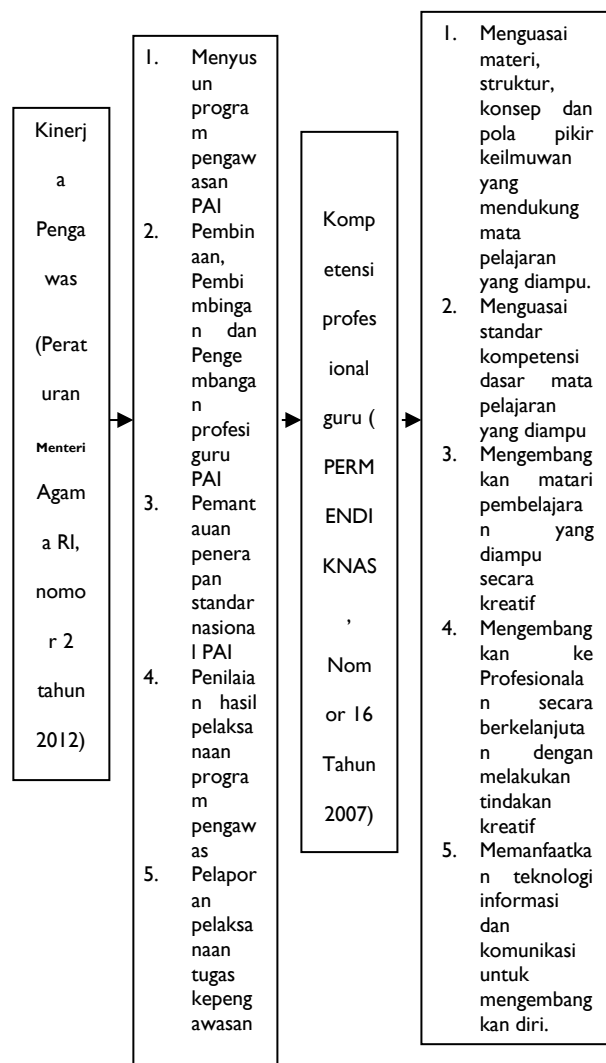 Kinerj
a
Penga
was
(Perat
uran
Menteri
Agam
a RI,
nomo
r 2
tahun
2012)
1. Menyus
un
progra
m
pengaw
asan
PAI
2. Pembin
aan,
Pembi
mbinga
n dan
Penge
mbanga
n
profesi
guru
PAI
3. Pemant
auan
penera
pan
standar
nasiona
l PAI
4. Penilaia
n hasil
pelaksa
naan
progra
m
pengaw
as
5. Pelapor
an
pelaksa
naan
tugas
kepeng
awasan
Komp
etensi
profes
ional
guru (
PERM
ENDI
KNAS
,
Nom
or 16
Tahun
2007)
1. Menguasai
materi,
struktur,
konsep dan
pola pikir
keilmuwan
yang
mendukung
mata
pelajaran
yang diampu.
2. Menguasai
standar
kompetensi
dasar mata
pelajaran
yang diampu
3. Mengembang
kan matari
pembelajara
n yang
diampu
secara
kreatif
4. Mengembang
kan ke
Profesionala
n secara
berkelanjuta
n dengan
melakukan
tindakan
kreatif
5. Memanfaatka
n teknologi
informasi
dan
komunikasi
untuk
mengembang
kan diri.